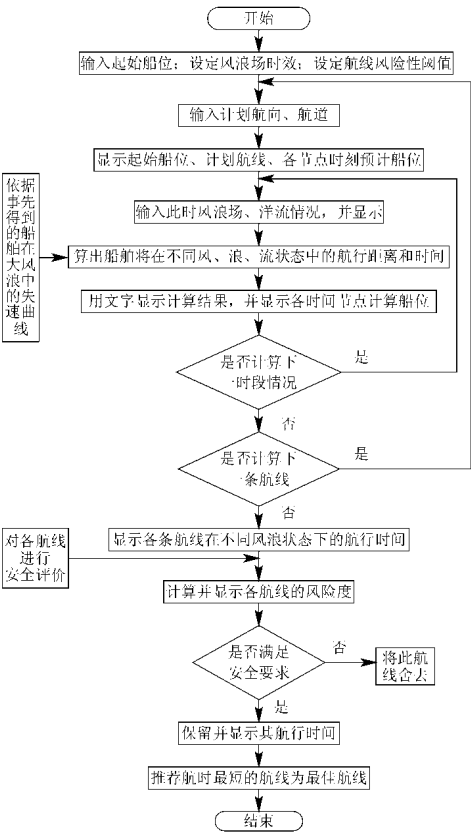 开始
输入起始船位；设定风浪场时效；设定航线风险性阈值
输入计划航向、航道
显示起始船位、计划航线、各节点时刻预计船位
依据
事先
得到
的船
舶在
大风
浪中
的失
速曲
线
输入此时风浪场、洋流情况，并显示
算出船舶将在不同风、浪、流状态中的航行距离和时间
用文字显示计算结果，并显示各时间节点计算船位
是否计算下
一时段情况
是
否
是否计算下
一条航线
是
否
显示各条航线在不同风浪状态下的航行时间
对各航线
进行
安全评价
计算并显示各航线的风险度
是否满足
安全要求
否
将此航
线舍去
是
保留并显示其航行时间
推荐航时最短的航线为最佳航线
结束